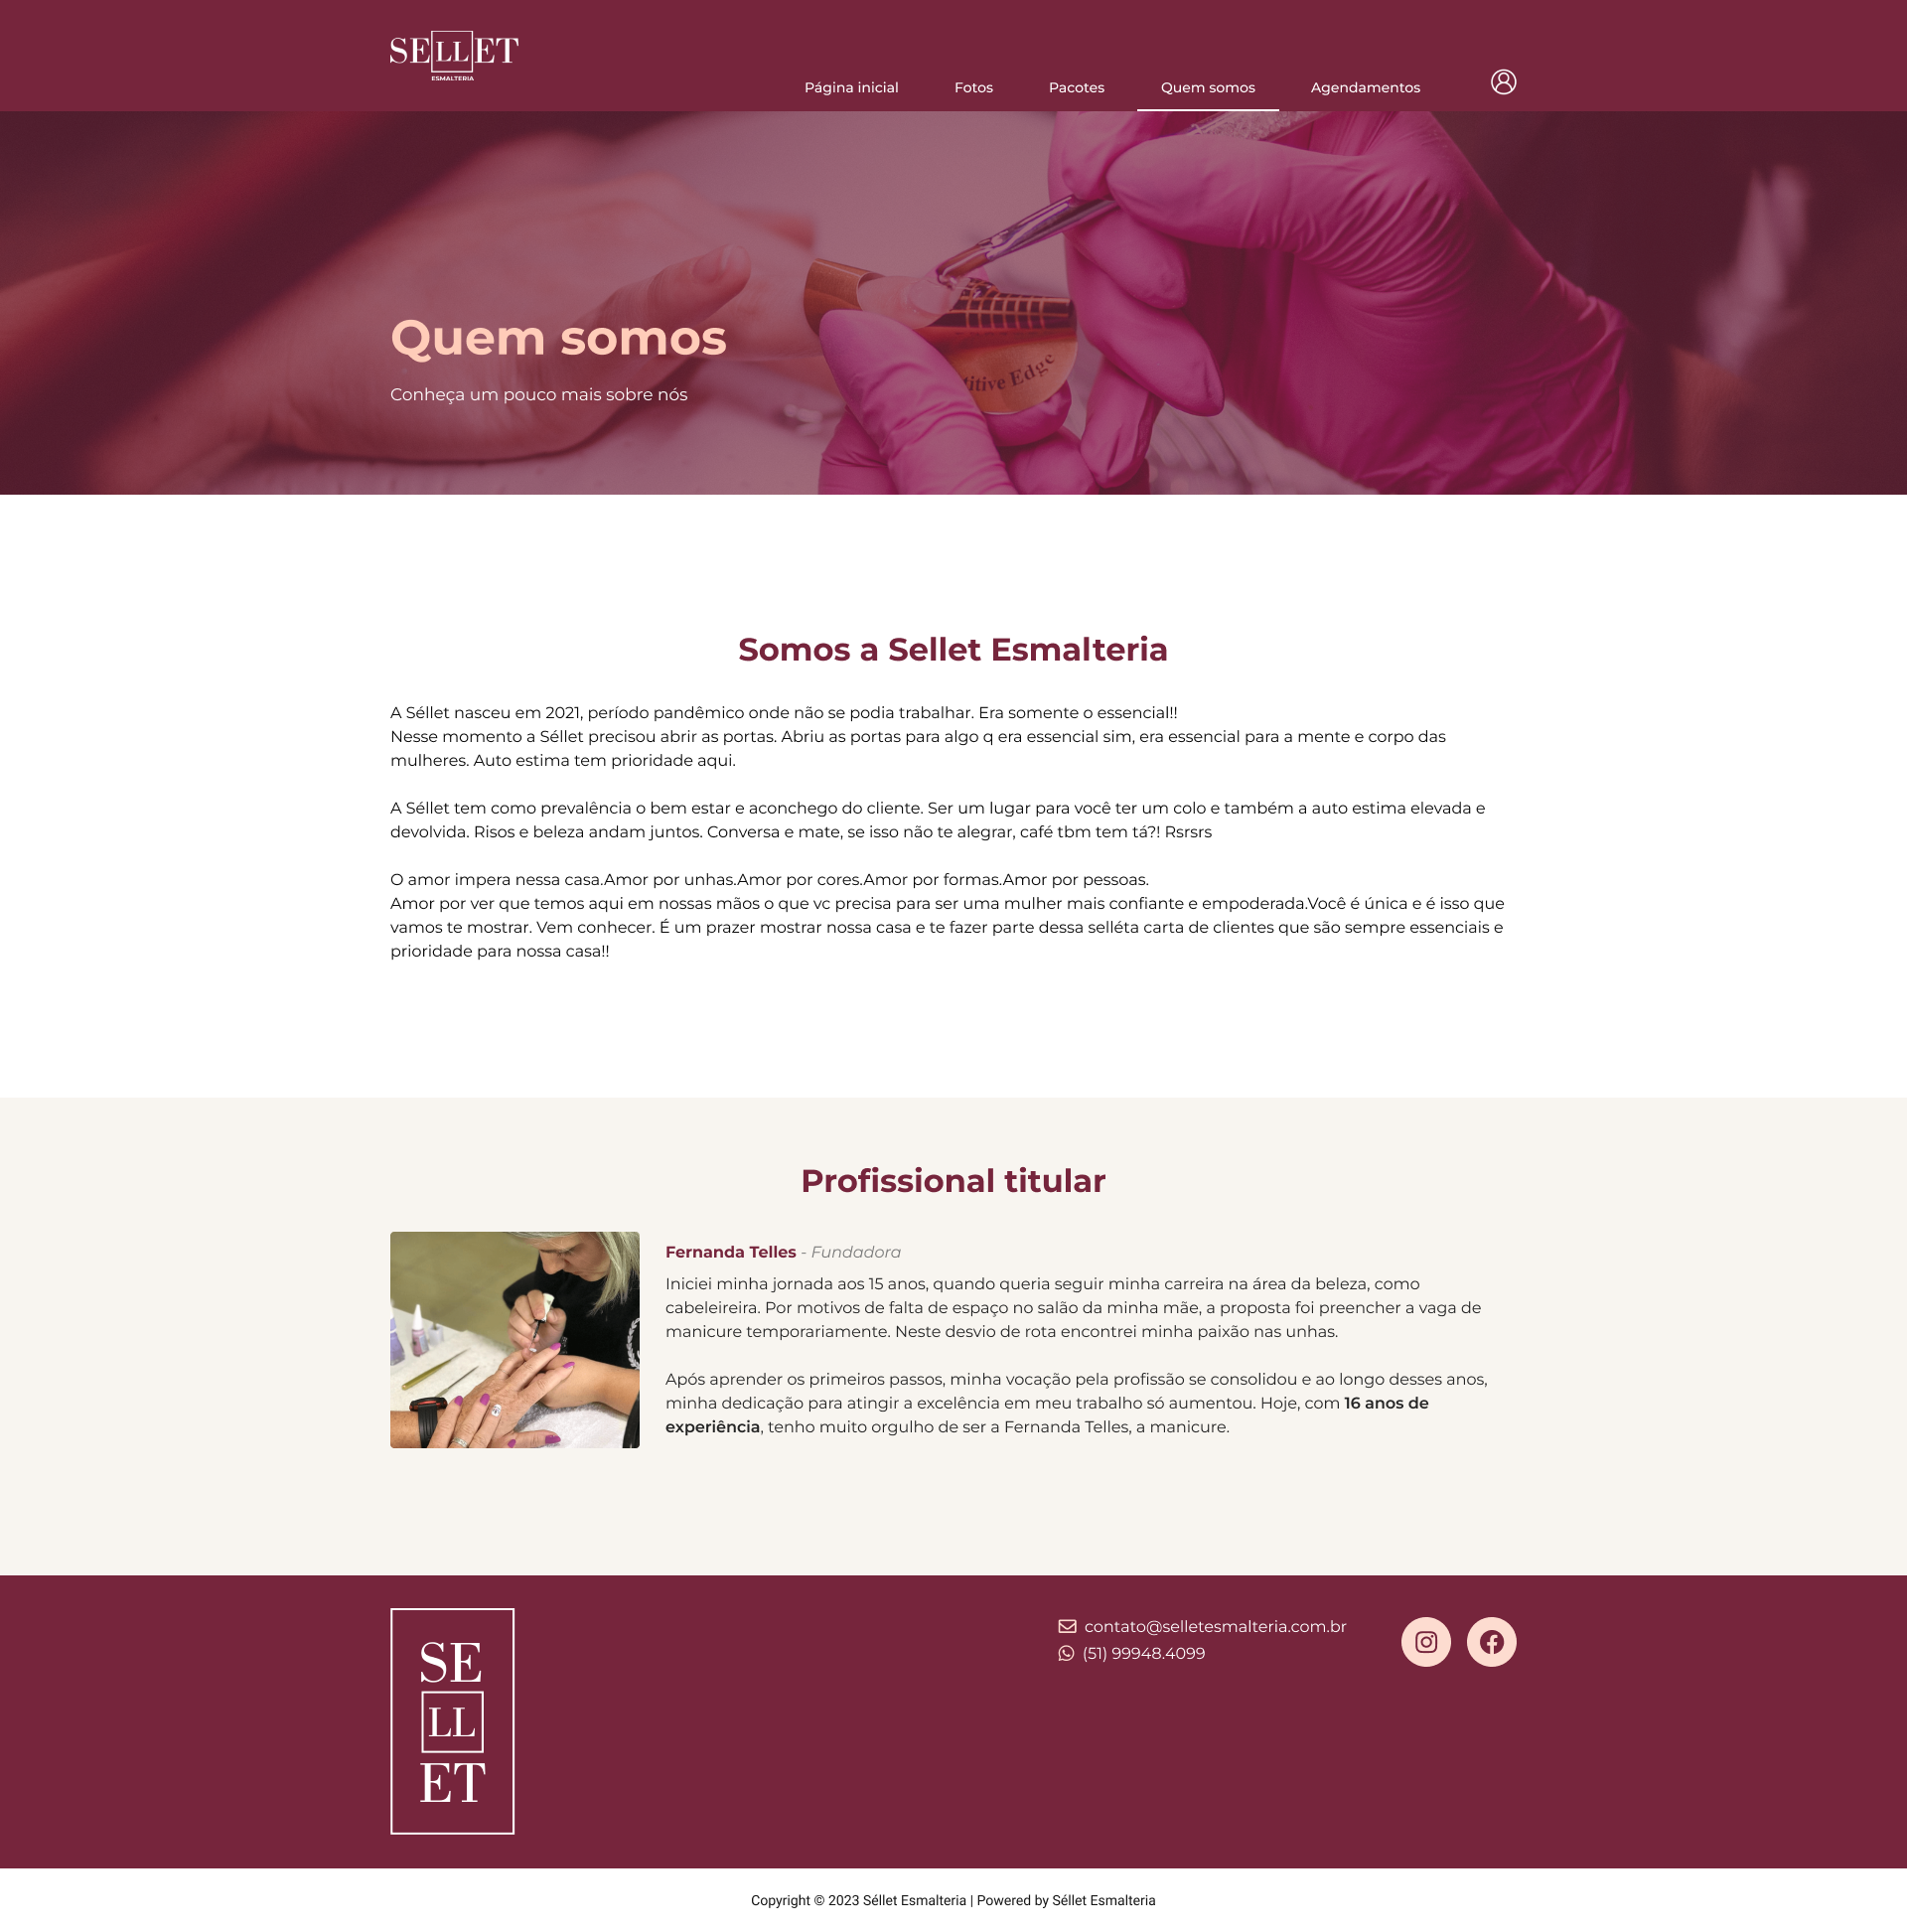 SELLET
ESMALTERIA
Página inicial Fotos Pacotes Quem somos Agendamentos
titive Edge
Quem somos
Conheça um pouco mais sobre nós
Somos a Sellet Esmalteria
A Séllet nasceu em 2021, período pandêmico onde não se podia trabalhar. Era somente o essencial!!
Nesse momento a Séllet precisou abrir as portas. Abriu as portas para algo q era essencial sim, era essencial para a mente e corpo das
mulheres. Auto estima tem prioridade aqui.
A Séllet tem como prevalência o bem estar e aconchego do cliente. Ser um lugar para você ter um colo e também a auto estima elevada e
devolvida. Risos e beleza andam juntos. Conversa e mate, se isso não te alegrar, café tbm tem tá?! Rsrsrs
O amor impera nessa casa.Amor por unhas.Amor por cores.Amor por formas.Amor por pessoas.
Amor por ver que temos aqui em nossas mãos o que vc precisa para ser uma mulher mais confiante e empoderada.Você é única e é isso que
vamos te mostrar. Vem conhecer. É um prazer mostrar nossa casa e te fazer parte dessa selléta carta de clientes que são sempre essenciais e
prioridade para nossa casa!!
Profissional titular
Fernanda Telles - Fundadora
Iniciei minha jornada aos 15 anos, quando queria seguir minha carreira na área da beleza, como
cabeleireira. Por motivos de falta de espaço no salão da minha mãe, a proposta foi preencher a vaga de
manicure temporariamente. Neste desvio de rota encontrei minha paixão nas unhas.
Após aprender os primeiros passos, minha vocação pela profissão se consolidou e ao longo desses anos,
minha dedicação para atingir a excelência em meu trabalho só aumentou. Hoje, com 16 anos de
experiência, tenho muito orgulho de ser a Fernanda Telles, a manicure.
SE
LL
ET
contato@selletesmalteria.com.br
(51) 99948.4099
Copyright © 2023 Séllet Esmalteria | Powered by Séllet Esmalteria